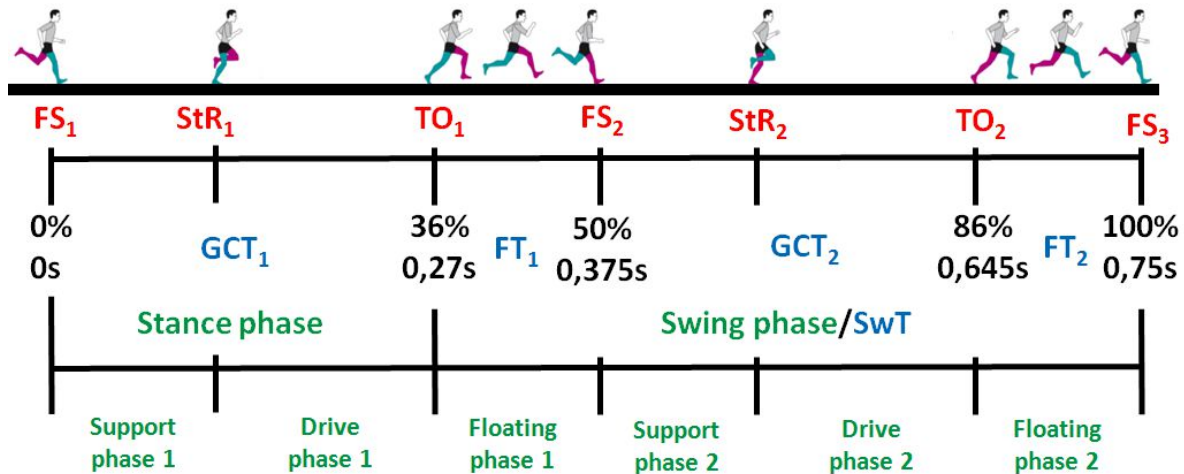 FS₁ StR₁ TO₁ FS₂ StR₂ TO₂ FS₃
0% 36% 50% 86% 100%
GCT₁ FT₁ GCT₂ FT₂
0s 0,27s 0,375s 0,645s 0,75s
Stance phase Swing phase/SwT
Support phase 1
Drive phase 1
Floating phase 1
Support phase 2
Drive phase 2
Floating phase 2